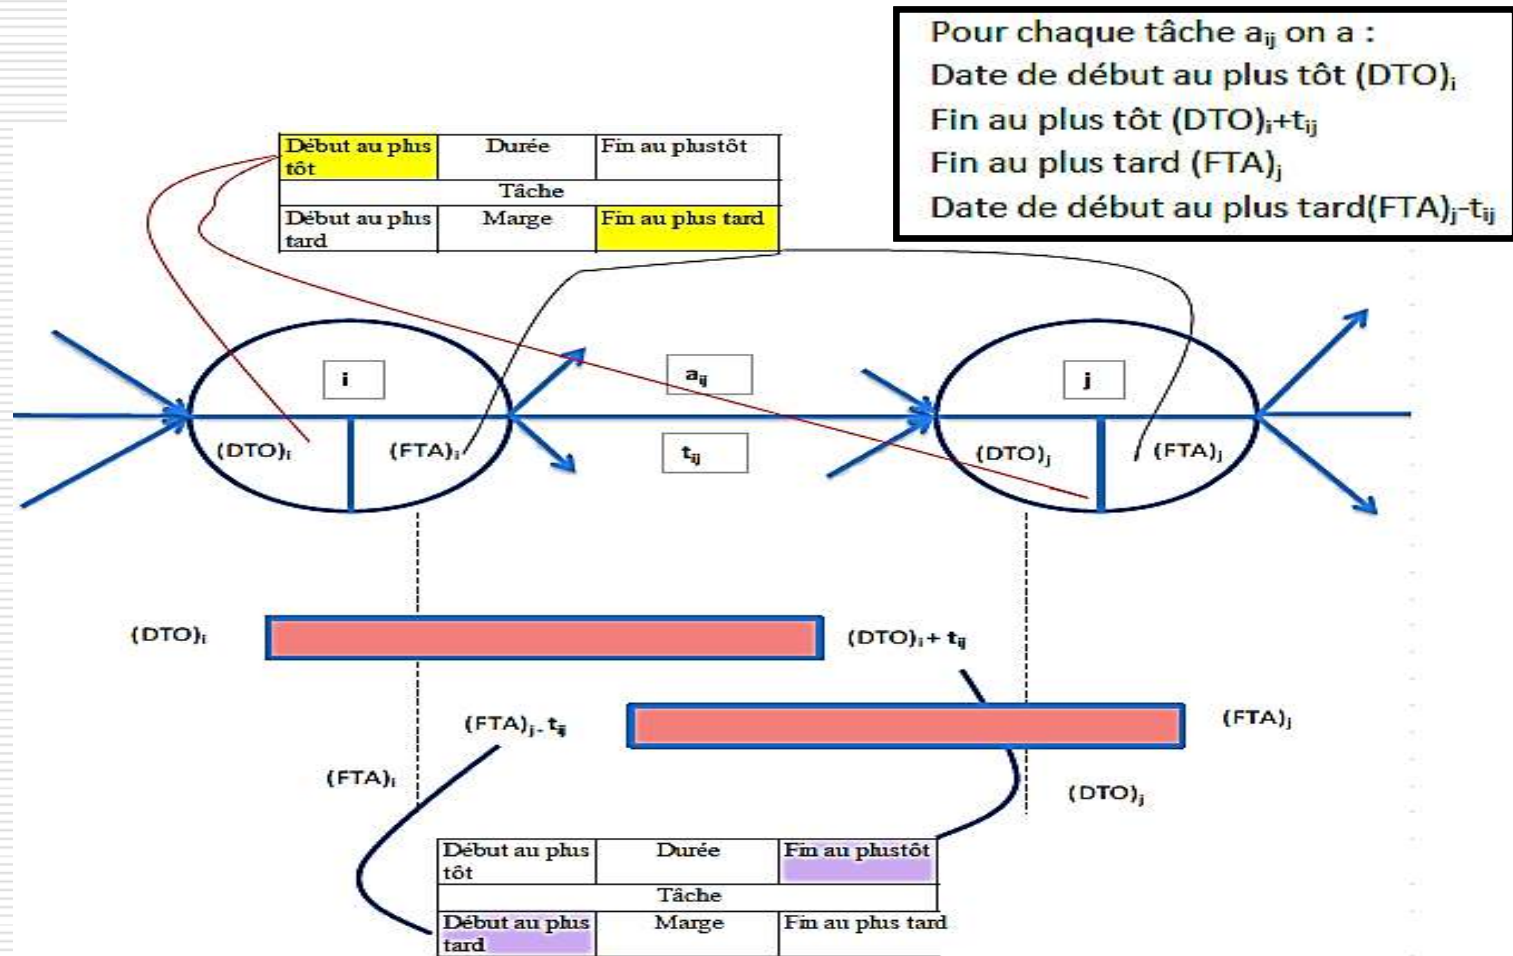 Pour chaque tâche aij on a :
Date de début au plus tôt (DTO)i
Fin au plus tôt (DTO)i+tij
Fin au plus tard (FTA)j
Date de début au plus tard(FTA)j-tij
Début au plus tôt
Durée
Fin au plustôt
Tâche
Début au plus tard
Marge
Fin au plus tard
i
aij
j
(DTO)i
(FTA)i
tij
(DTO)j
(FTA)j
(DTO)i
(DTO)i + tij
(FTA)j - tij
(FTA)j
(FTA)i
(DTO)j
Début au plus tôt
Durée
Fin au plustôt
Tâche
Début au plus tard
Marge
Fin au plus tard